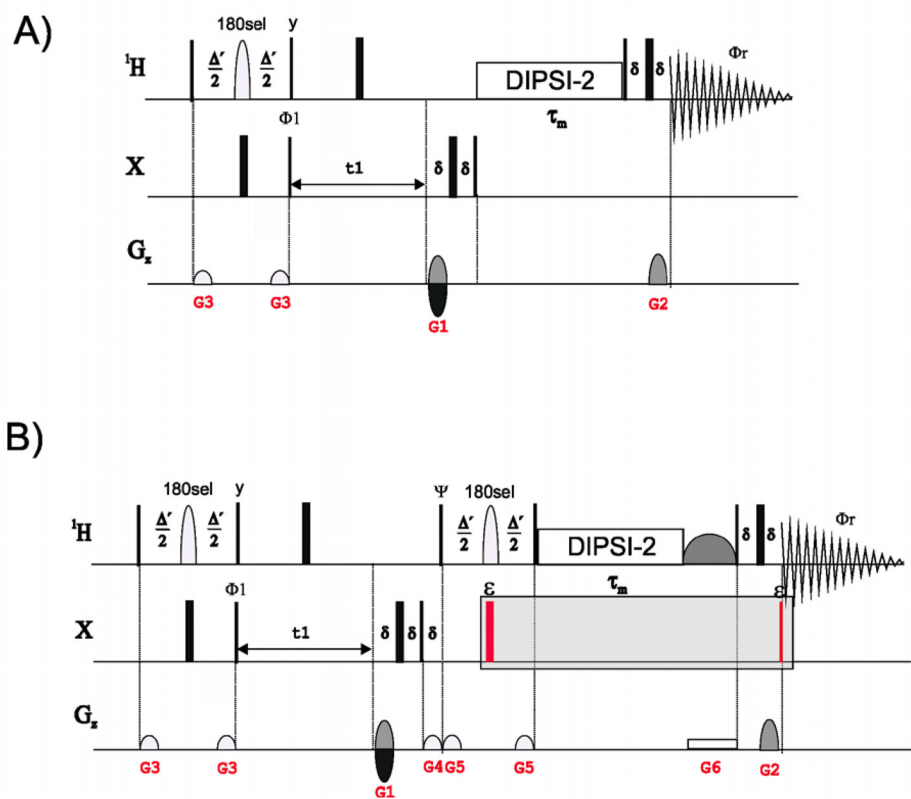 A)
180sel y
¹H Δ′/2 Δ′/2 DIPSI-2 δ δ Φr
Φ1 τm
X t1 δ δ
Gz
G3 G3 G1 G2
B)
180sel y Ψ 180sel
¹H Δ′/2 Δ′/2 Δ′/2 Δ′/2 DIPSI-2 δ δ Φr
Φ1 ε τm ε
X t1 δ δ δ
Gz
G3 G3 G1 G4 G5 G5 G6 G2